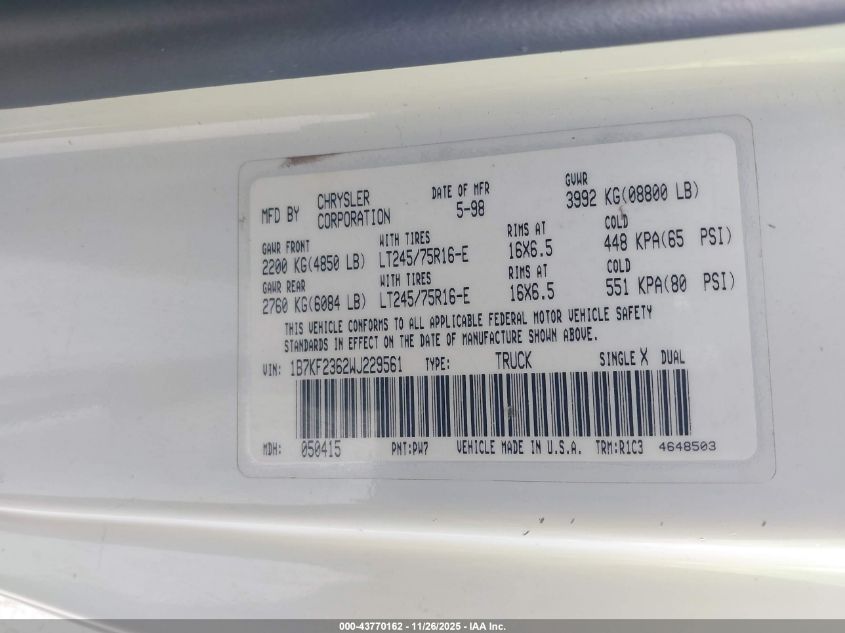 MFD BY CHRYSLER CORPORATION DATE OF MFR 5-98 GVWR 3992 KG(08800 LB)
GAWR FRONT WITH TIRES RIMS AT COLD
2200 KG(4850 LB) LT245/75R16-E 16X6.5 448 KPA(65 PSI)
GAWR REAR WITH TIRES RIMS AT COLD
2760 KG(6084 LB) LT245/75R16-E 16X6.5 551 KPA(80 PSI)
THIS VEHICLE CONFORMS TO ALL APPLICABLE FEDERAL MOTOR VEHICLE SAFETY
STANDARDS IN EFFECT ON THE DATE OF MANUFACTURE SHOWN ABOVE.
VIN: 1B7KF2362WJ229561 TYPE: TRUCK SINGLE X DUAL
MDH: 050415 PNT:PW7 VEHICLE MADE IN U.S.A. TRM:R1C3 4648503
000-43770162 - 11/26/2025 - IAA Inc.